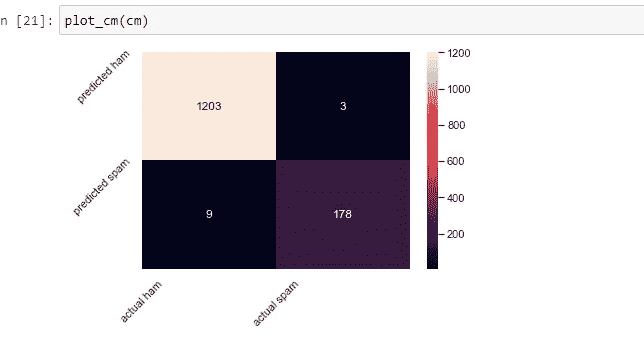 n [21]: plot_cm(cm)
predicted ham
predicted spam
1203 3
9 178
actual ham
actual spam
1200
1000
800
600
400
200